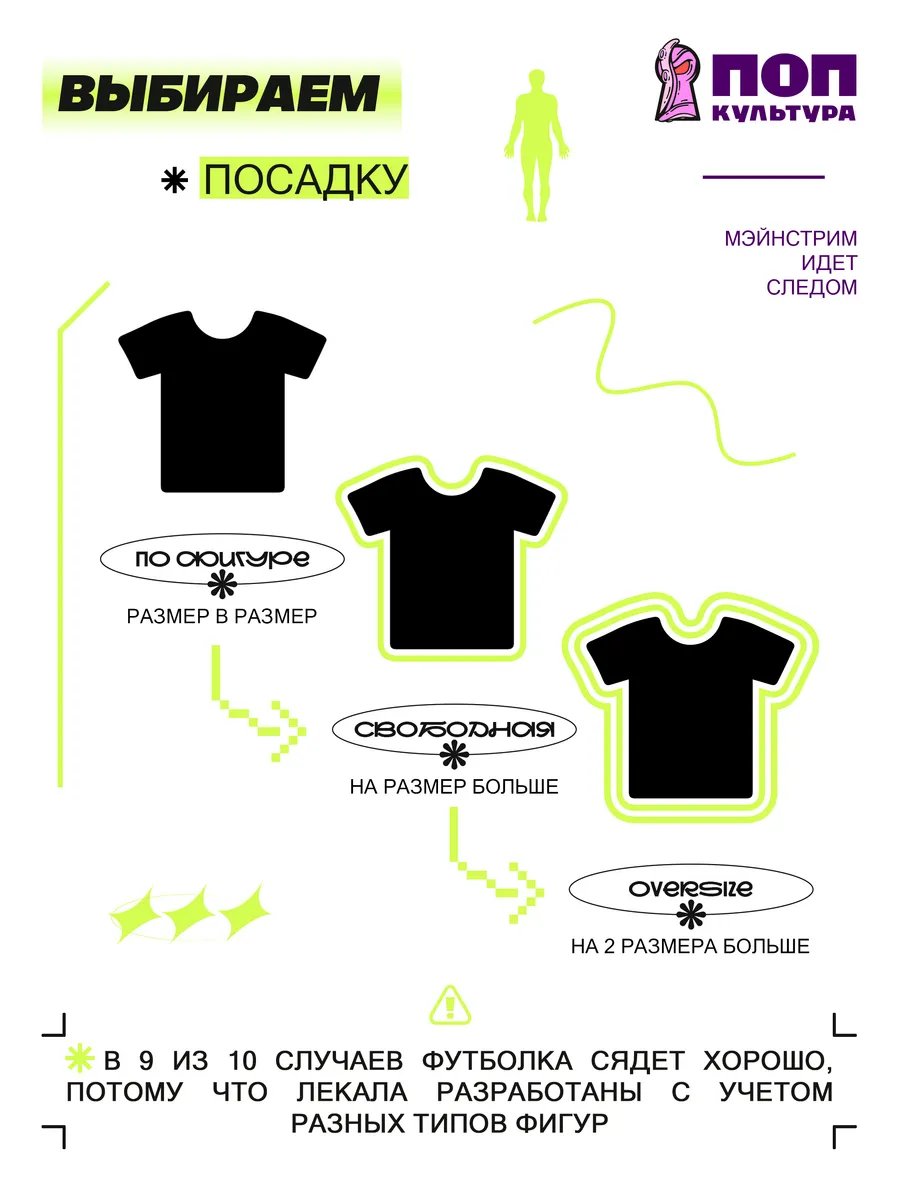 ВЫБИРАЕМ
ПОСАДКУ
ПОП
КУЛЬТУРА
МЭЙНСТРИМ
ИДЕТ
СЛЕДОМ
ПО ФИГУРЕ
РАЗМЕР В РАЗМЕР
СВОБОДНАЯ
НА РАЗМЕР БОЛЬШЕ
OVERSIZE
НА 2 РАЗМЕРА БОЛЬШЕ
В 9 ИЗ 10 СЛУЧАЕВ ФУТБОЛКА СЯДЕТ ХОРОШО,
ПОТОМУ ЧТО ЛЕКАЛА РАЗРАБОТАНЫ С УЧЕТОМ
РАЗНЫХ ТИПОВ ФИГУР